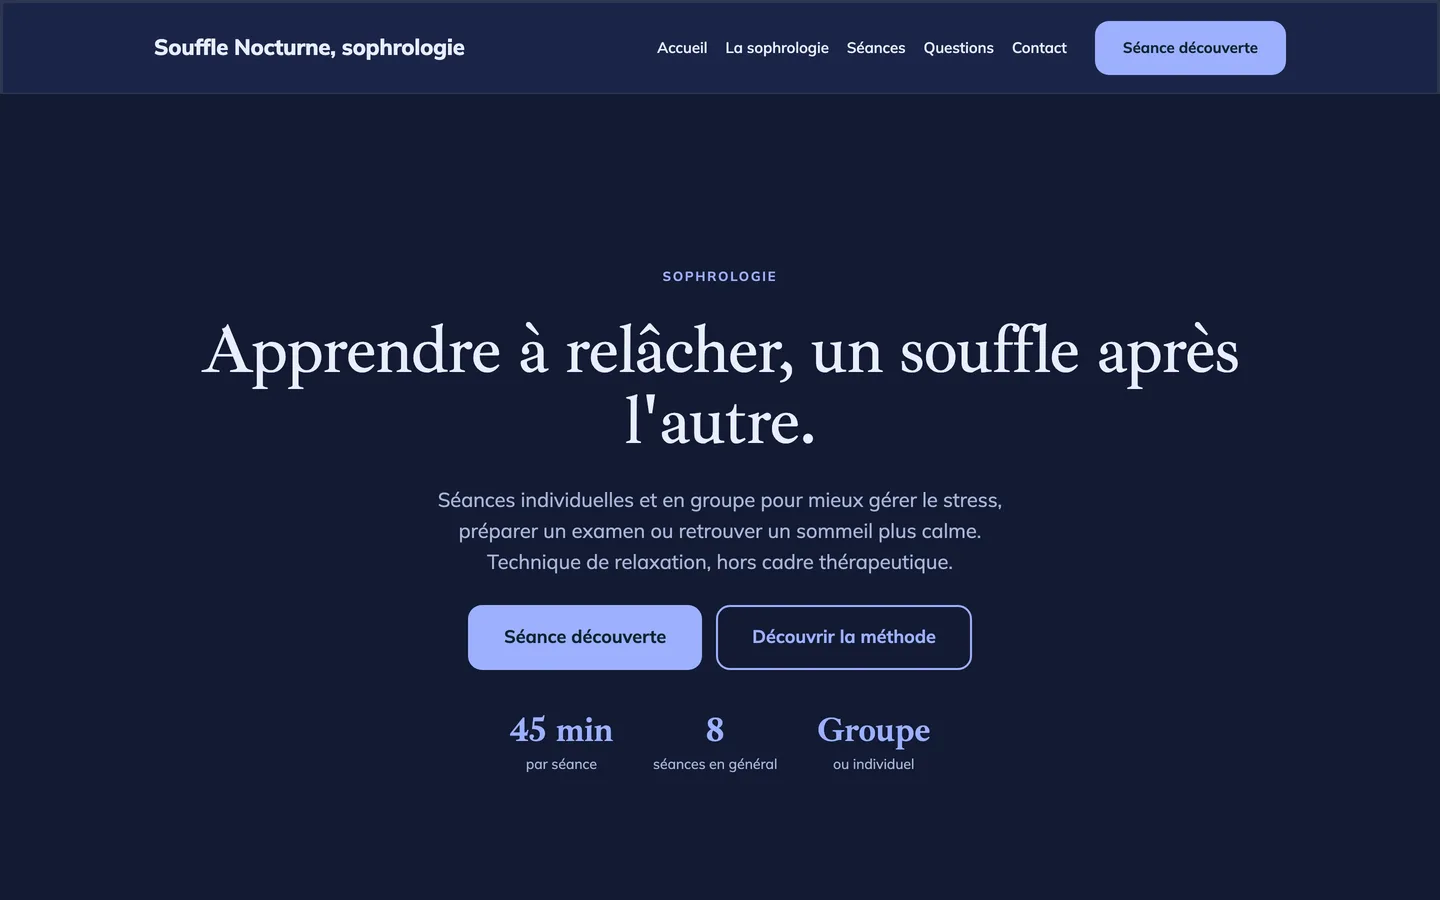 Souffle Nocturne, sophrologie
Accueil
La sophrologie
Séances
Questions
Contact
Séance découverte
SOPHROLOGIE
Apprendre à relâcher, un souffle après
l'autre.
Séances individuelles et en groupe pour mieux gérer le stress,
préparer un examen ou retrouver un sommeil plus calme.
Technique de relaxation, hors cadre thérapeutique.
Séance découverte
Découvrir la méthode
45 min
par séance
8
séances en général
Groupe
ou individuel